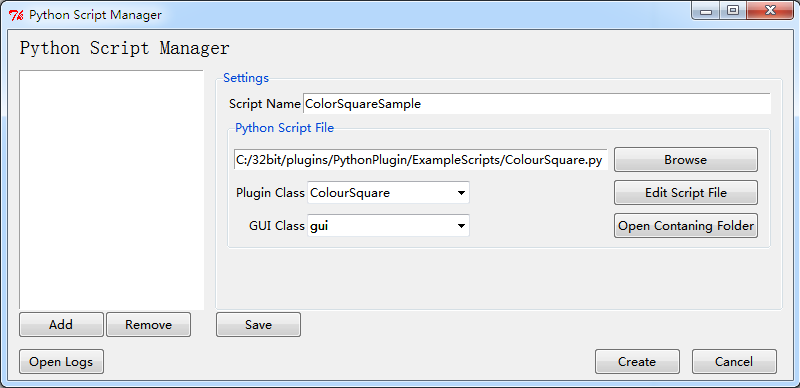 Python Script Manager
Python Script Manager
Settings
Script Name ColorSquareSample
Python Script File
C:/32bit/plugins/PythonPlugin/ExampleScripts/ColourSquare.py Browse
Plugin Class ColourSquare Edit Script File
GUI Class gui Open Contaning Folder
Add Remove Save
Open Logs Create Cancel